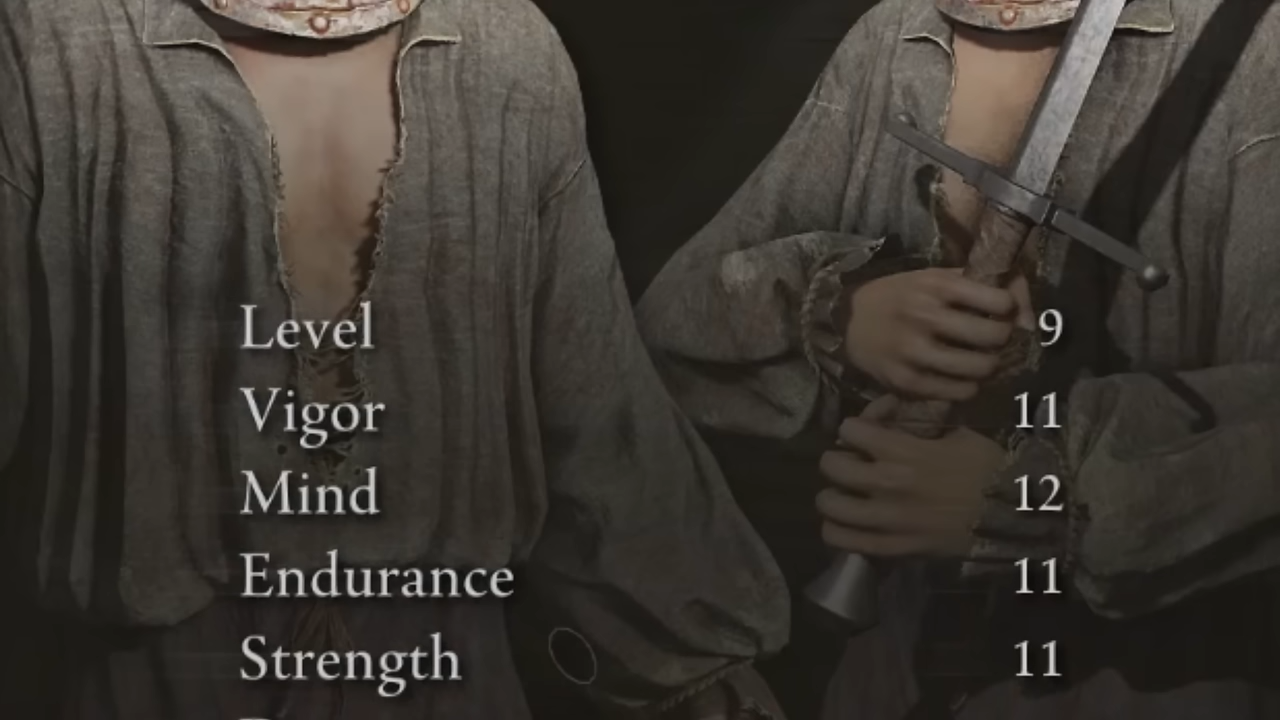 Level 9
Vigor 11
Mind 12
Endurance 11
Strength 11